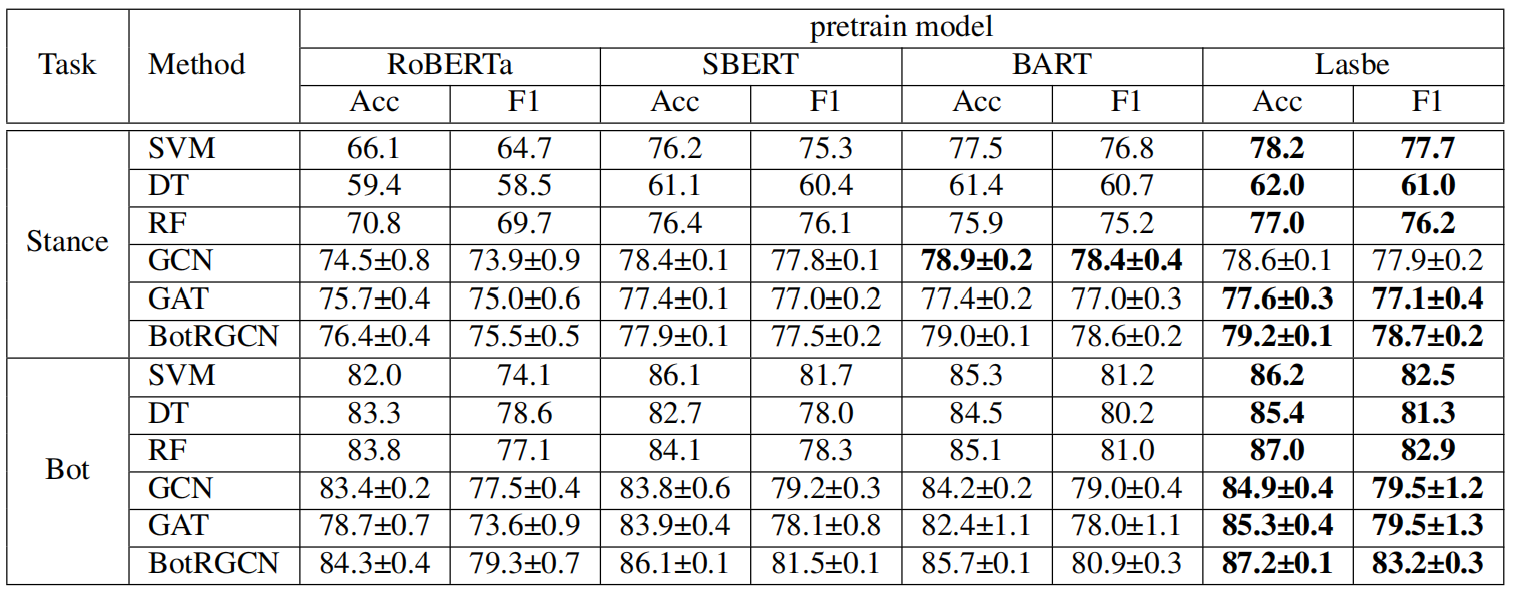 pretrain model
Task Method RoBERTa SBERT BART Lasbe
Acc F1 Acc F1 Acc F1 Acc F1
SVM 66.1 64.7 76.2 75.3 77.5 76.8 78.2 77.7
DT 59.4 58.5 61.1 60.4 61.4 60.7 62.0 61.0
RF 70.8 69.7 76.4 76.1 75.9 75.2 77.0 76.2
Stance
GCN 74.5±0.8 73.9±0.9 78.4±0.1 77.8±0.1 78.9±0.2 78.4±0.4 78.6±0.1 77.9±0.2
GAT 75.7±0.4 75.0±0.6 77.4±0.1 77.0±0.2 77.4±0.2 77.0±0.3 77.6±0.3 77.1±0.4
BotRGCN 76.4±0.4 75.5±0.5 77.9±0.1 77.5±0.2 79.0±0.1 78.6±0.2 79.2±0.1 78.7±0.2
SVM 82.0 74.1 86.1 81.7 85.3 81.2 86.2 82.5
DT 83.3 78.6 82.7 78.0 84.5 80.2 85.4 81.3
RF 83.8 77.1 84.1 78.3 85.1 81.0 87.0 82.9
Bot
GCN 83.4±0.2 77.5±0.4 83.8±0.6 79.2±0.3 84.2±0.2 79.0±0.4 84.9±0.4 79.5±1.2
GAT 78.7±0.7 73.6±0.9 83.9±0.4 78.1±0.8 82.4±1.1 78.0±1.1 85.3±0.4 79.5±1.3
BotRGCN 84.3±0.4 79.3±0.7 86.1±0.1 81.5±0.1 85.7±0.1 80.9±0.3 87.2±0.1 83.2±0.3